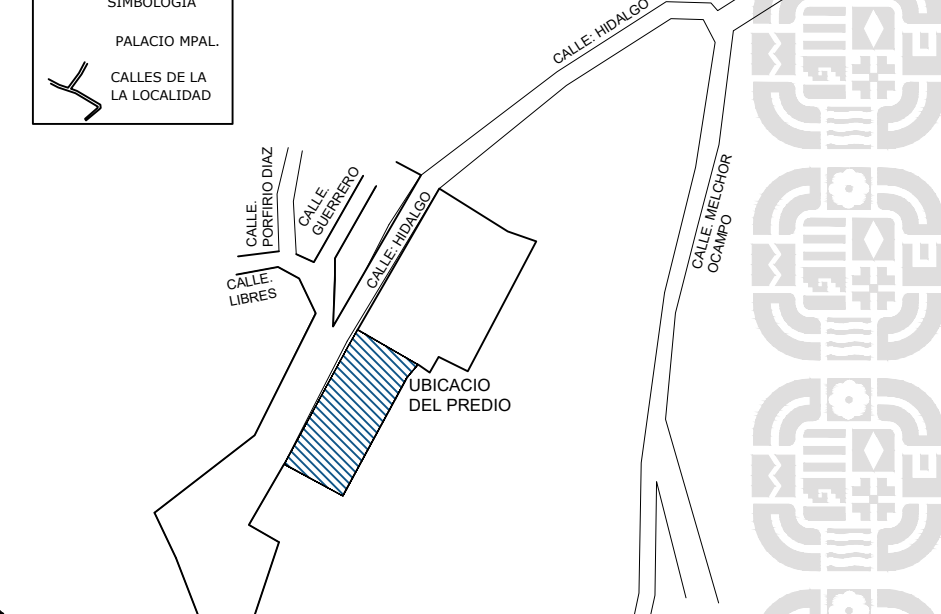 SIMBOLOGIA
PALACIO MPAL.
CALLES DE LA
LA LOCALIDAD
CALLE: HIDALGO
CALLE.
PORFIRIO DIAZ
CALLE.
GUERRERO
CALLE: HIDALGO
CALLE. MELCHOR
OCAMPO
CALLE.
LIBRES
UBICACIO
DEL PREDIO